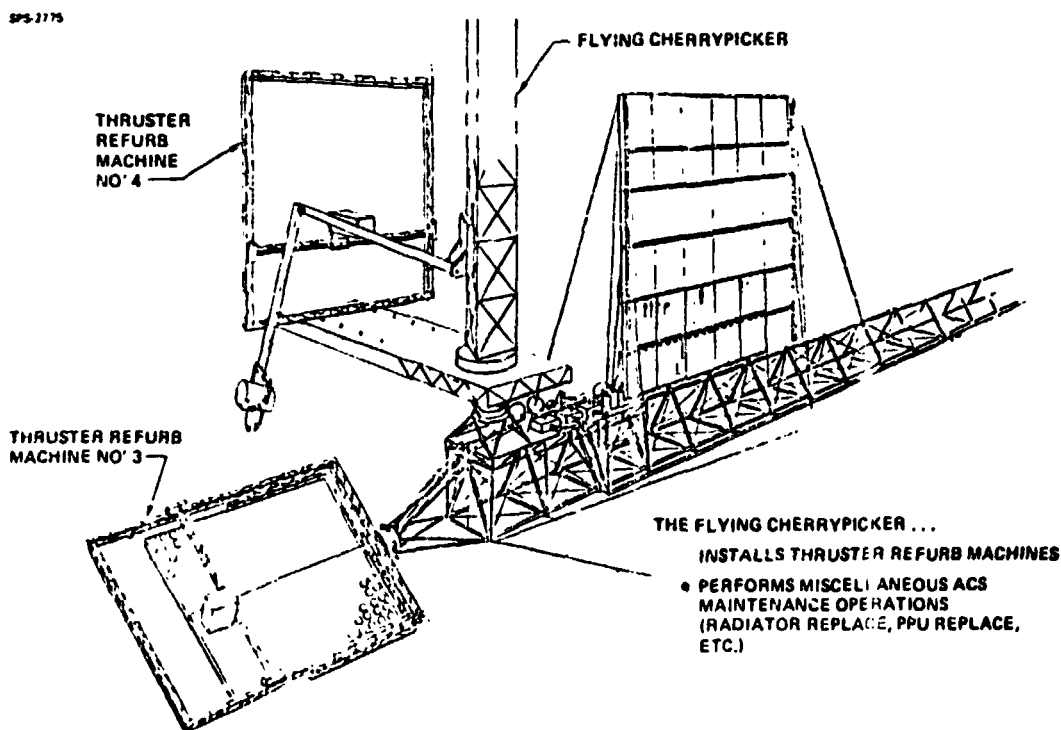 SPS-2775
FLYING CHERRYPICKER
THRUSTER
REFURB
MACHINE
NO' 4
THRUSTER REFURB
MACHINE NO' 3
THE FLYING CHERRYPICKER ...
INSTALLS THRUSTER REFURB MACHINES
• PERFORMS MISCELLANEOUS ACS
MAINTENANCE OPERATIONS
(RADIATOR REPLACE, PPU REPLACE,
ETC.)